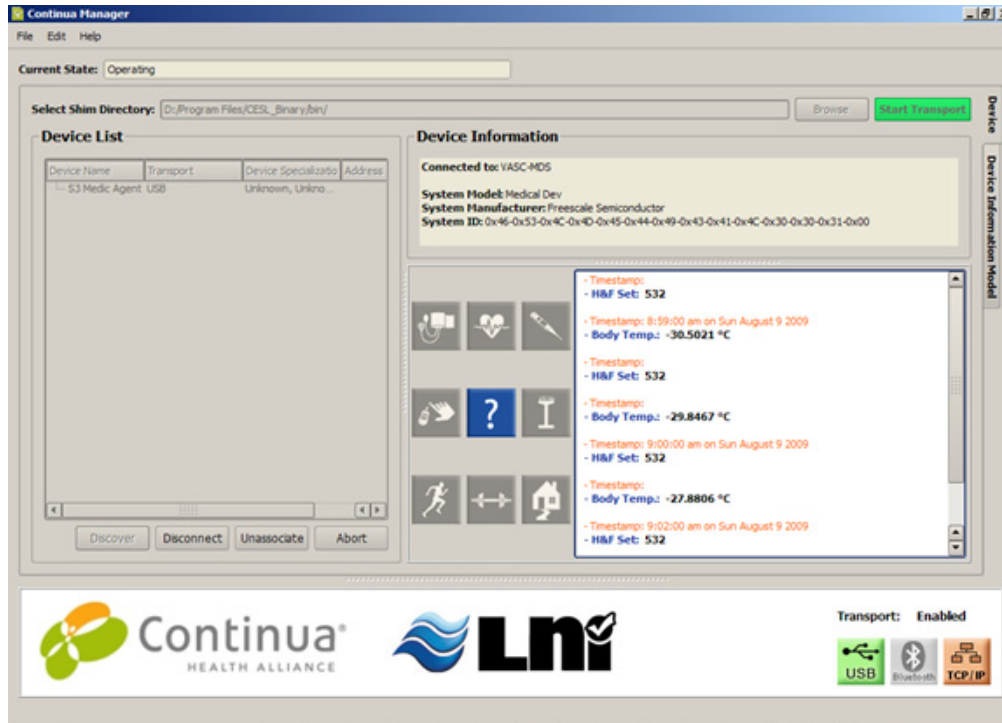 Continua Manager
File Edit Help
Current State: Operating
Select Shim Directory: D:/Program Files/CESL_Binary/bin/ Browse Start Transport
Device
Device Information Model
Device List
Device Name Transport Device Specializatio Address
S3 Medic Agent USB Unknown, Unkno...
Discover Disconnect Unassociate Abort
Device Information
Connected to: VASC-MDS
System Model: Medical Dev
System Manufacturer: Freescale Semiconductor
System ID: 0x46-0x53-0x4C-0x4D-0x45-0x44-0x49-0x43-0x41-0x4C-0x30-0x30-0x31-0x00
?
- Timestamp:
- H&F Set: 532
- Timestamp: 8:59:00 am on Sun August 9 2009
- Body Temp.: -30.5021 °C
- Timestamp:
- H&F Set: 532
- Timestamp:
- Body Temp.: -29.8467 °C
- Timestamp: 9:00:00 am on Sun August 9 2009
- H&F Set: 532
- Timestamp:
- Body Temp.: -27.8806 °C
- Timestamp: 9:02:00 am on Sun August 9 2009
- H&F Set: 532
Continua®
HEALTH ALLIANCE
LNi
Transport: Enabled
USB Bluetooth TCP/IP